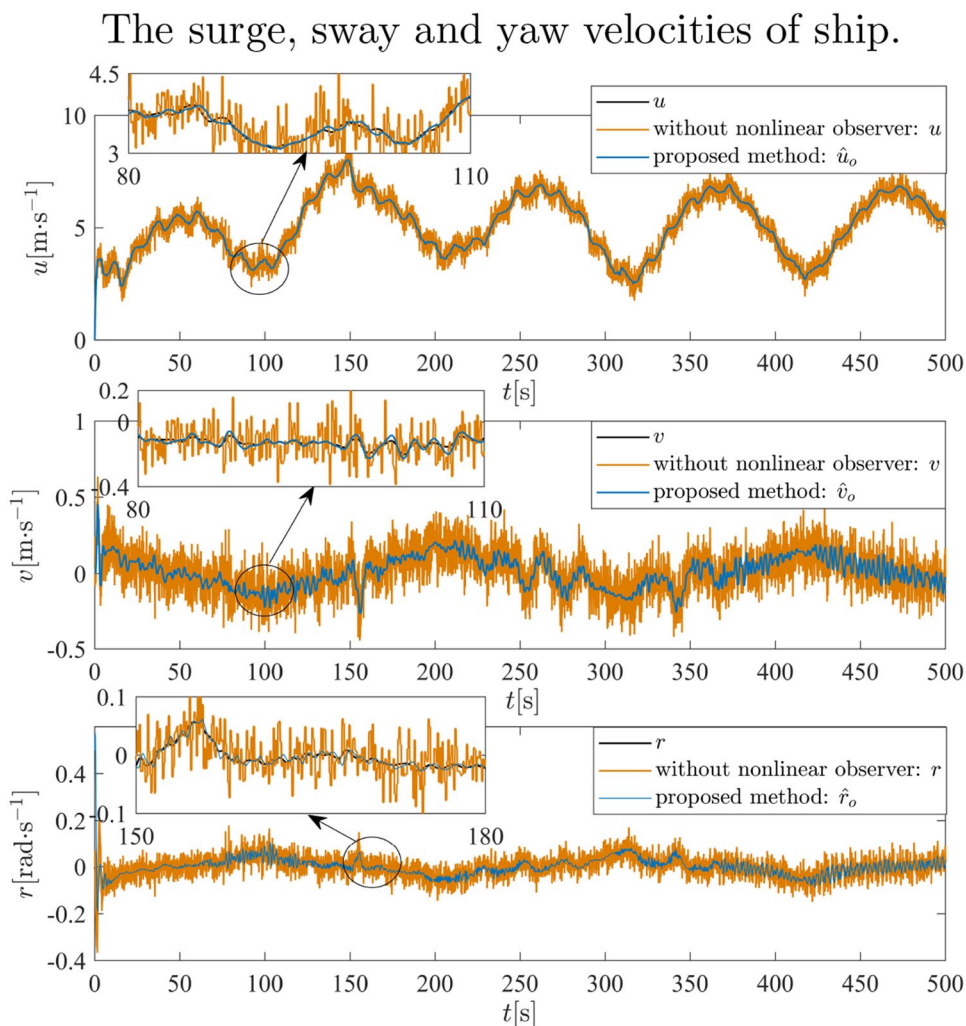 The surge, sway and yaw velocities of ship.
4.5
3
80
110
u
without nonlinear observer: u
proposed method: û_o
10
5
0
u[m·s⁻¹]
0 50 100 150 200 250 300 350 400 450 500
t[s]
0.2
0
0.4
80
110
v
without nonlinear observer: v
proposed method: v̂_o
1
0.5
0
-0.5
v[m·s⁻¹]
0 50 100 150 200 250 300 350 400 450 500
t[s]
0.1
0
0.1
150
180
r
without nonlinear observer: r
proposed method: r̂_o
0.4
0.2
0
-0.2
-0.4
r[rad·s⁻¹]
0 50 100 150 200 250 300 350 400 450 500
t[s]